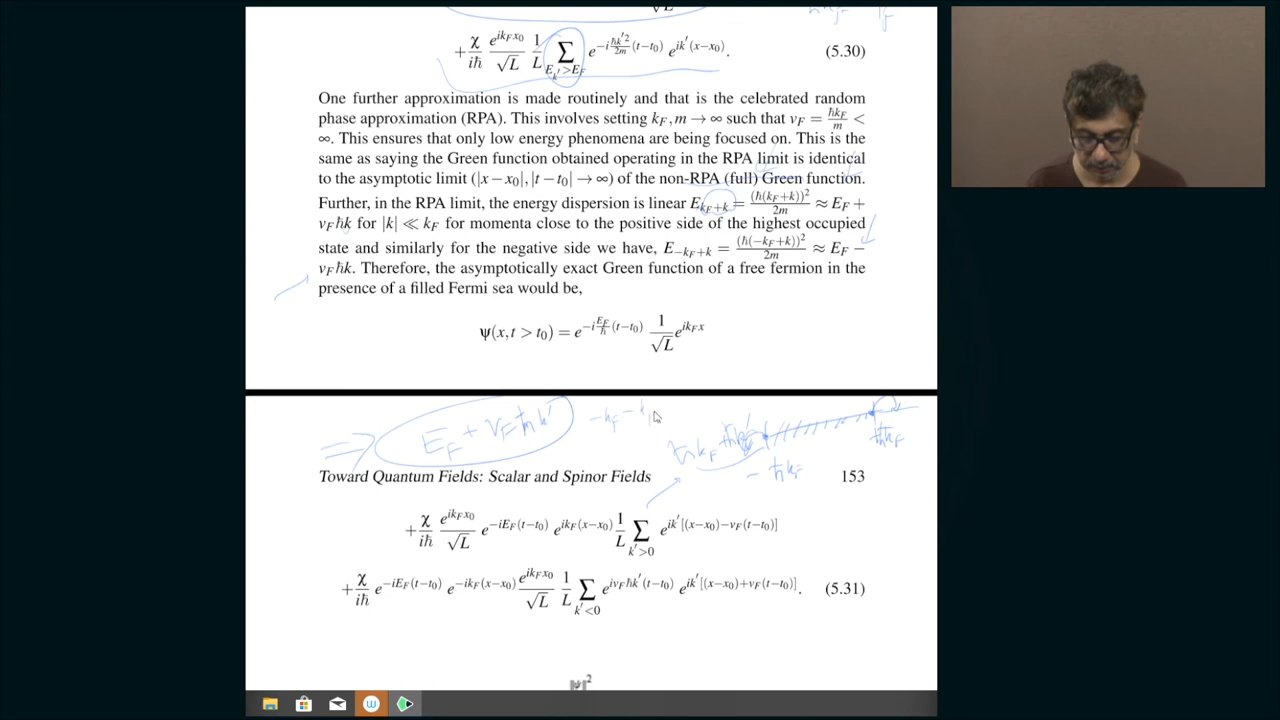 + χ/iħ e^{ik_F x_0}/√L 1/L ∑_{E_{k'}>E_F} e^{-i ħk'^2/2m (t-t_0)} e^{ik'(x-x_0)}. (5.30)
One further approximation is made routinely and that is the celebrated random
phase approximation (RPA). This involves setting k_F, m → ∞ such that v_F = ħk_F/m <
∞. This ensures that only low energy phenomena are being focused on. This is the
same as saying the Green function obtained operating in the RPA limit is identical
to the asymptotic limit (|x−x_0|, |t−t_0| → ∞) of the non-RPA (full) Green function.
Further, in the RPA limit, the energy dispersion is linear E_{k_F+k} = (ħ(k_F+k))^2/2m ≈ E_F +
v_Fħk for |k| ≪ k_F for momenta close to the positive side of the highest occupied
state and similarly for the negative side we have, E_{−k_F+k} = (ħ(−k_F+k))^2/2m ≈ E_F −
v_Fħk. Therefore, the asymptotically exact Green function of a free fermion in the
presence of a filled Fermi sea would be,
ψ(x,t > t_0) = e^{-i E_F/ħ (t-t_0)} 1/√L e^{ik_F x}
⇒ E_F + v_F ħk'
ħk_F
− ħk_F
Toward Quantum Fields: Scalar and Spinor Fields 153
+ χ/iħ e^{ik_F x_0}/√L e^{-iE_F(t-t_0)} e^{ik_F(x-x_0)} 1/L ∑_{k'>0} e^{ik'[(x-x_0)-v_F(t-t_0)]}
+ χ/iħ e^{-iE_F(t-t_0)} e^{-ik_F(x-x_0)} e^{ik_F x_0}/√L 1/L ∑_{k'<0} e^{iv_Fħk'(t-t_0)} e^{ik'[(x-x_0)+v_F(t-t_0)]}. (5.31)